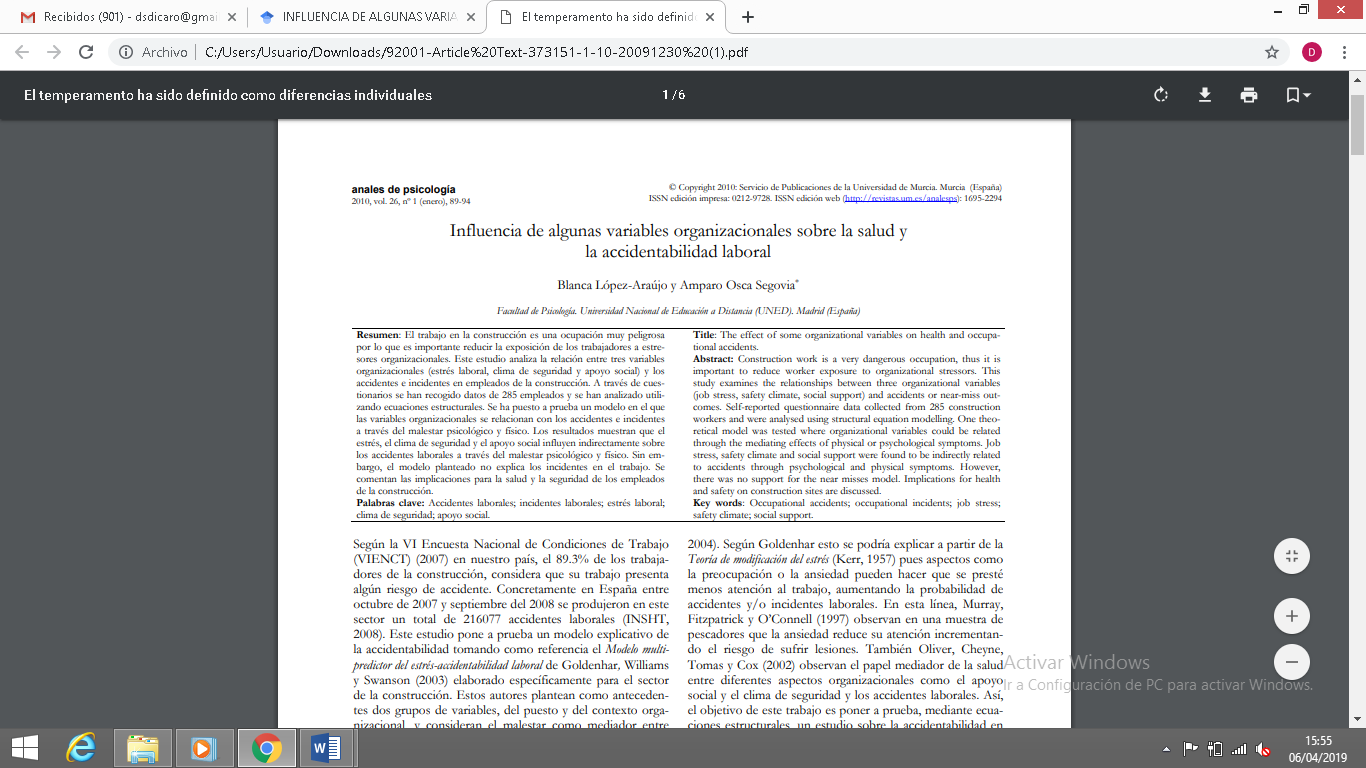 Recibidos (901) - dsdicaro@gmai
INFLUENCIA DE ALGUNAS VARIA
El temperamento ha sido definido
Archivo
C:/Users/Usuario/Downloads/92001-Article%20Text-373151-1-10-20091230%20(1).pdf
D
El temperamento ha sido definido como diferencias individuales
1 / 6
anales de psicología
2010, vol. 26, nº 1 (enero), 89-94
© Copyright 2010: Servicio de Publicaciones de la Universidad de Murcia. Murcia (España)
ISSN edición impresa: 0212-9728. ISSN edición web (http://revistas.um.es/analesps): 1695-2294
Influencia de algunas variables organizacionales sobre la salud y
la accidentabilidad laboral
Blanca López-Araújo y Amparo Osca Segovia*
Facultad de Psicología. Universidad Nacional de Educación a Distancia (UNED). Madrid (España)
Resumen: El trabajo en la construcción es una ocupación muy peligrosa
por lo que es importante reducir la exposición de los trabajadores a estre-
sores organizacionales. Este estudio analiza la relación entre tres variables
organizacionales (estrés laboral, clima de seguridad y apoyo social) y los
accidentes e incidentes en empleados de la construcción. A través de cues-
tionarios se han recogido datos de 285 empleados y se han analizado utili-
zando ecuaciones estructurales. Se ha puesto a prueba un modelo en el que
las variables organizacionales se relacionan con los accidentes e incidentes
a través del malestar psicológico y físico. Los resultados muestran que el
estrés, el clima de seguridad y el apoyo social influyen indirectamente sobre
los accidentes laborales a través del malestar psicológico y físico. Sin em-
bargo, el modelo planteado no explica los incidentes en el trabajo. Se
comentan las implicaciones para la salud y la seguridad de los empleados
de la construcción.
Palabras clave: Accidentes laborales; incidentes laborales; estrés laboral;
clima de seguridad; apoyo social.
Title: The effect of some organizational variables on health and occupa-
tional accidents.
Abstract: Construction work is a very dangerous occupation, thus it is
important to reduce worker exposure to organizational stressors. This
study examines the relationships between three organizational variables
(job stress, safety climate, social support) and accidents or near-miss out-
comes. Self-reported questionnaire data collected from 285 construction
workers and were analysed using structural equation modelling. One theo-
retical model was tested where organizational variables could be related
through the mediating effects of physical or psychological symptoms. Job
stress, safety climate and social support were found to be indirectly related
to accidents through psychological and physical symptoms. However,
there was no support for the near misses model. Implications for health
and safety on construction sites are discussed.
Key words: Occupational accidents; occupational incidents; job stress;
safety climate; social support.
Según la VI Encuesta Nacional de Condiciones de Trabajo
(VIENCT) (2007) en nuestro país, el 89.3% de los trabaja-
dores de la construcción, considera que su trabajo presenta
algún riesgo de accidente. Concretamente en España entre
octubre de 2007 y septiembre del 2008 se produjeron en este
sector un total de 216077 accidentes laborales (INSHT,
2008). Este estudio pone a prueba un modelo explicativo de
la accidentabilidad tomando como referencia el Modelo multi-
predictor del estrés-accidentabilidad laboral de Goldenhar, Williams
y Swanson (2003) elaborado específicamente para el sector
de la construcción. Estos autores plantean como anteceden-
tes dos grupos de variables, del puesto y del contexto orga-
nizacional, y consideran el malestar como mediador entre
2004). Según Goldenhar esto se podría explicar a partir de la
Teoría de modificación del estrés (Kerr, 1957) pues aspectos como
la preocupación o la ansiedad pueden hacer que se presté
menos atención al trabajo, aumentando la probabilidad de
accidentes y/o incidentes laborales. En esta línea, Murray,
Fitzpatrick y O'Connell (1997) observan en una muestra de
pescadores que la ansiedad reduce su atención incrementan-
do el riesgo de sufrir lesiones. También Oliver, Cheyne,
Tomas y Cox (2002) observan el papel mediador de la salud
entre diferentes aspectos organizacionales como el apoyo
social y el clima de seguridad y los accidentes laborales. Así,
el objetivo de este trabajo es poner a prueba, mediante ecua-
ciones estructurales, un estudio sobre la accidentabilidad en
Activar Windows
Ir a Configuración de PC para activar Windows.
15:55
06/04/2019